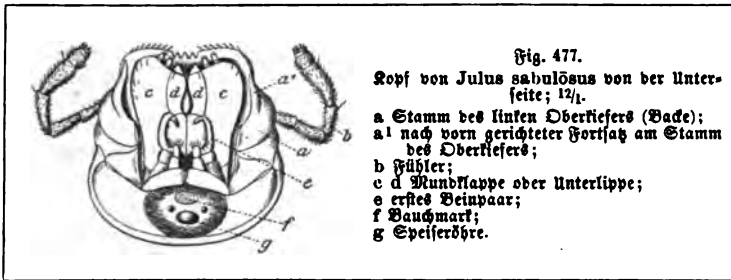 c
d
d
c
a¹
b
a
e
f
g
Fig. 477.
Kopf von Julus sabulōsus von der Unter-
seite; 12/1.
a Stamm des linken Oberkiefers (Backe);
a1 nach vorn gerichteter Fortsatz am Stamm
des Oberkiefers;
b Fühler;
c d Mundklappe oder Unterlippe;
e erstes Beinpaar;
f Bauchmark;
g Speiseröhre.